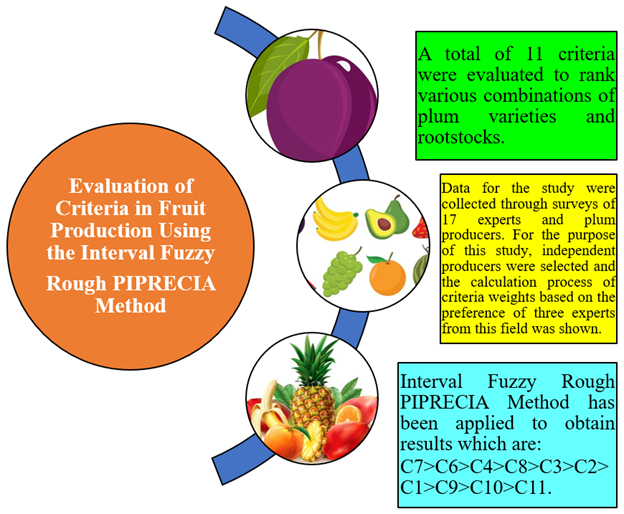 Evaluation of
Criteria in Fruit
Production Using
the Interval Fuzzy
Rough PIPRECIA
Method
A total of 11 criteria
were evaluated to rank
various combinations of
plum varieties and
rootstocks.
Data for the study were
collected through surveys of
17 experts and plum
producers. For the purpose
of this study, independent
producers were selected and
the calculation process of
criteria weights based on the
preference of three experts
from this field was shown.
Interval Fuzzy Rough
PIPRECIA Method has
been applied to obtain
results which are:
C7>C6>C4>C8>C3>C2>
C1>C9>C10>C11.